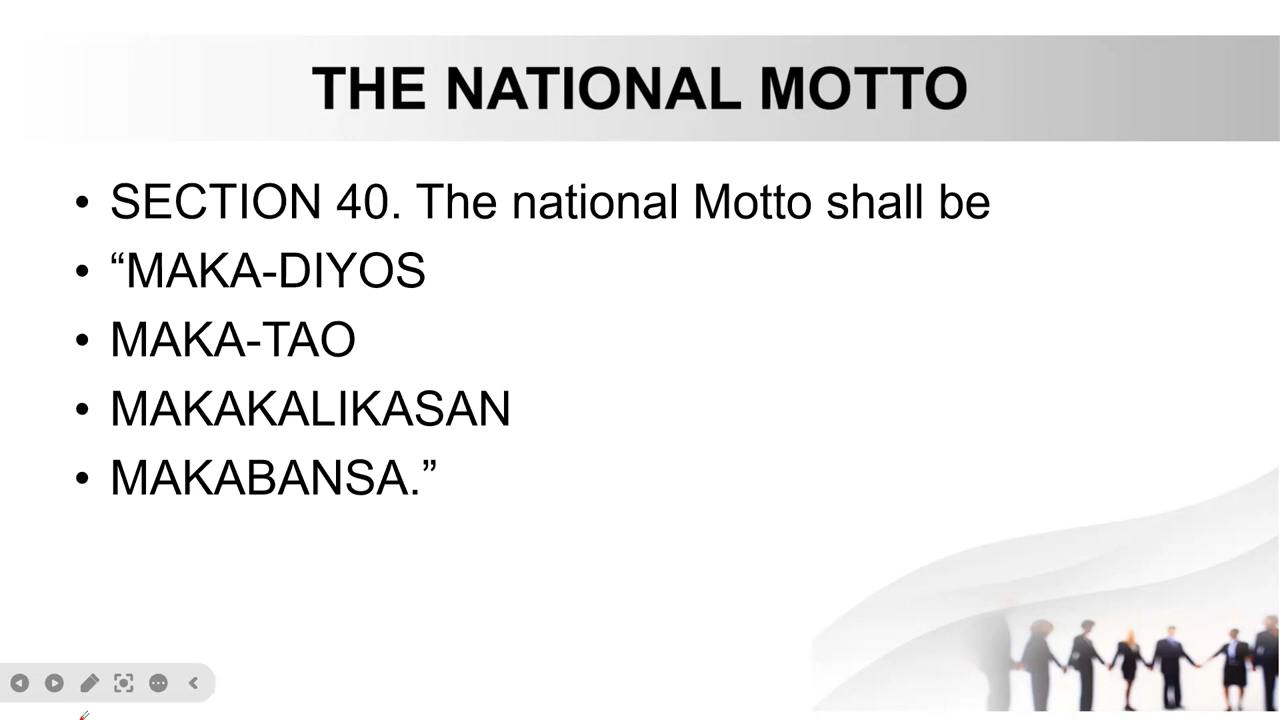 THE NATIONAL MOTTO
• SECTION 40. The national Motto shall be
• “MAKA-DIYOS
• MAKA-TAO
• MAKAKALIKASAN
• MAKABANSA.”